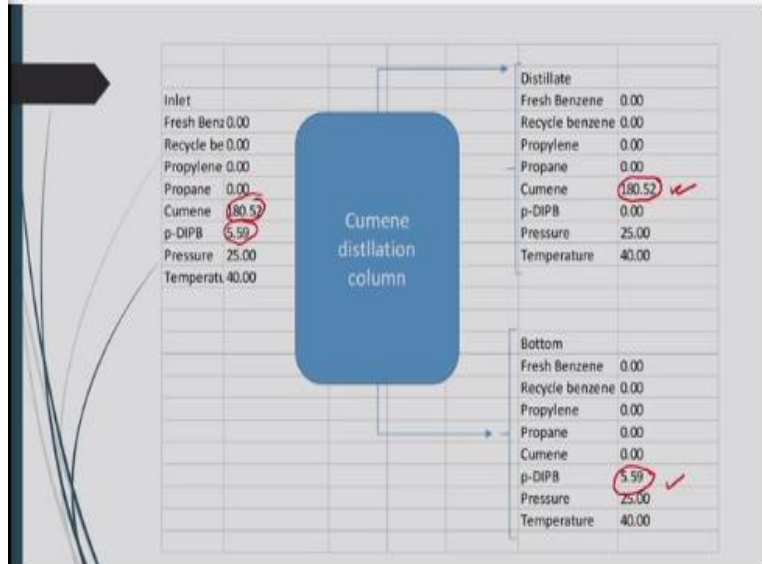 Inlet
Fresh Benz 0.00
Recycle be 0.00
Propylene 0.00
Propane 0.00
Cumene 180.52
p-DIPB 5.59
Pressure 25.00
Temperatu 40.00
Cumene
distllation
column
Distillate
Fresh Benzene 0.00
Recycle benzene 0.00
Propylene 0.00
Propane 0.00
Cumene 180.52
p-DIPB 0.00
Pressure 25.00
Temperature 40.00
Bottom
Fresh Benzene 0.00
Recycle benzene 0.00
Propylene 0.00
Propane 0.00
Cumene 0.00
p-DIPB 5.59
Pressure 25.00
Temperature 40.00